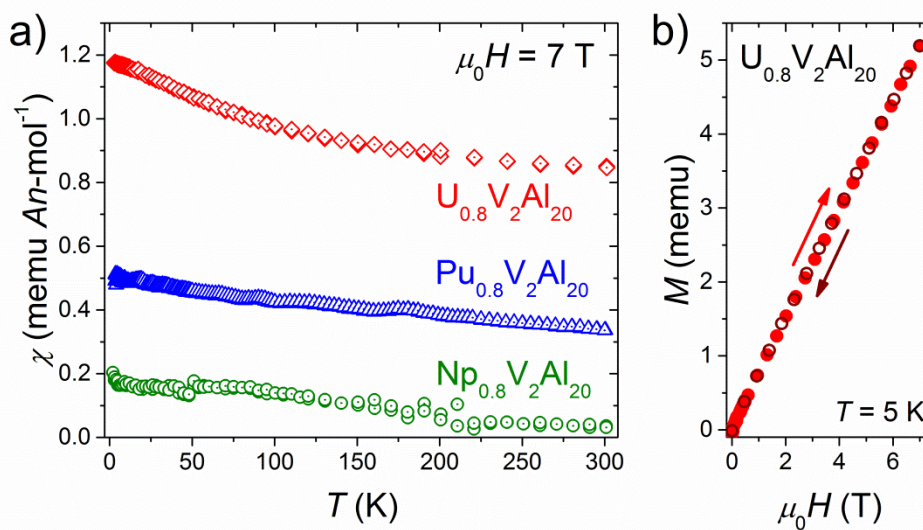 a)
μ₀H = 7 T
χ (memu An-mol⁻¹)
1.2
1.0
0.8
0.6
0.4
0.2
0.0
U₀.₈V₂Al₂₀
Pu₀.₈V₂Al₂₀
Np₀.₈V₂Al₂₀
0 50 100 150 200 250 300
T (K)
b)
U₀.₈V₂Al₂₀
M (memu)
5
4
3
2
1
0
T = 5 K
0 2 4 6
μ₀H (T)